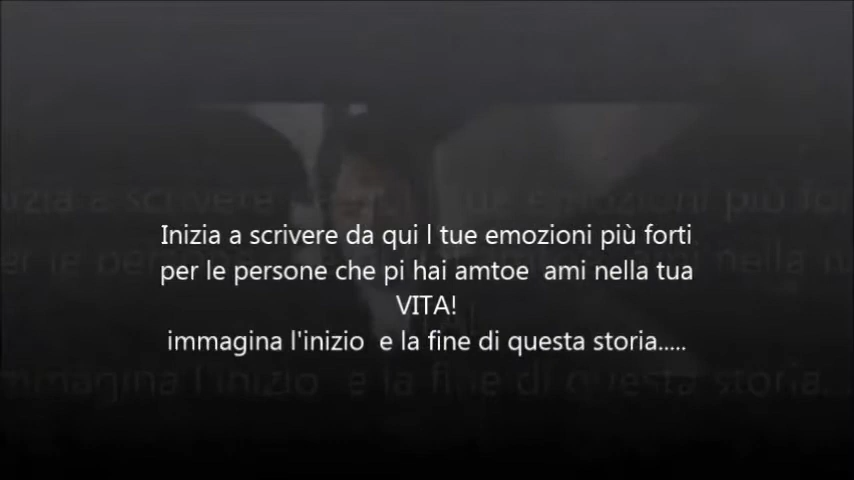 Inizia a scrivere da qui l tue emozioni più forti
per le persone che pi hai amtoe  ami nella tua
VITA!
immagina l'inizio  e la fine di questa storia.....